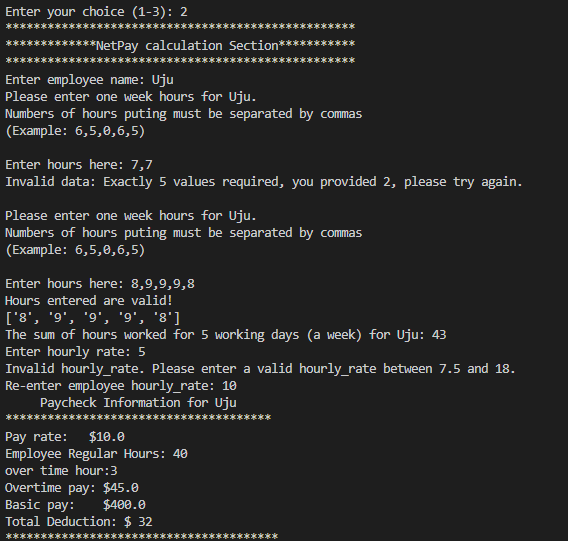 Enter your choice (1-3): 2
**************************************************
*************NetPay calculation Section***********
**************************************************
Enter employee name: Uju
Please enter one week hours for Uju.
Numbers of hours puting must be separated by commas
(Example: 6,5,0,6,5)
Enter hours here: 7,7
Invalid data: Exactly 5 values required, you provided 2, please try again.
Please enter one week hours for Uju.
Numbers of hours puting must be separated by commas
(Example: 6,5,0,6,5)
Enter hours here: 8,9,9,9,8
Hours entered are valid!
['8', '9', '9', '9', '8']
The sum of hours worked for 5 working days (a week) for Uju: 43
Enter hourly rate: 5
Invalid hourly_rate. Please enter a valid hourly_rate between 7.5 and 18.
Re-enter employee hourly_rate: 10
     Paycheck Information for Uju
**************************************
Pay rate:   $10.0
Employee Regular Hours: 40
over time hour:3
Overtime pay: $45.0
Basic pay:    $400.0
Total Deduction: $ 32
***************************************